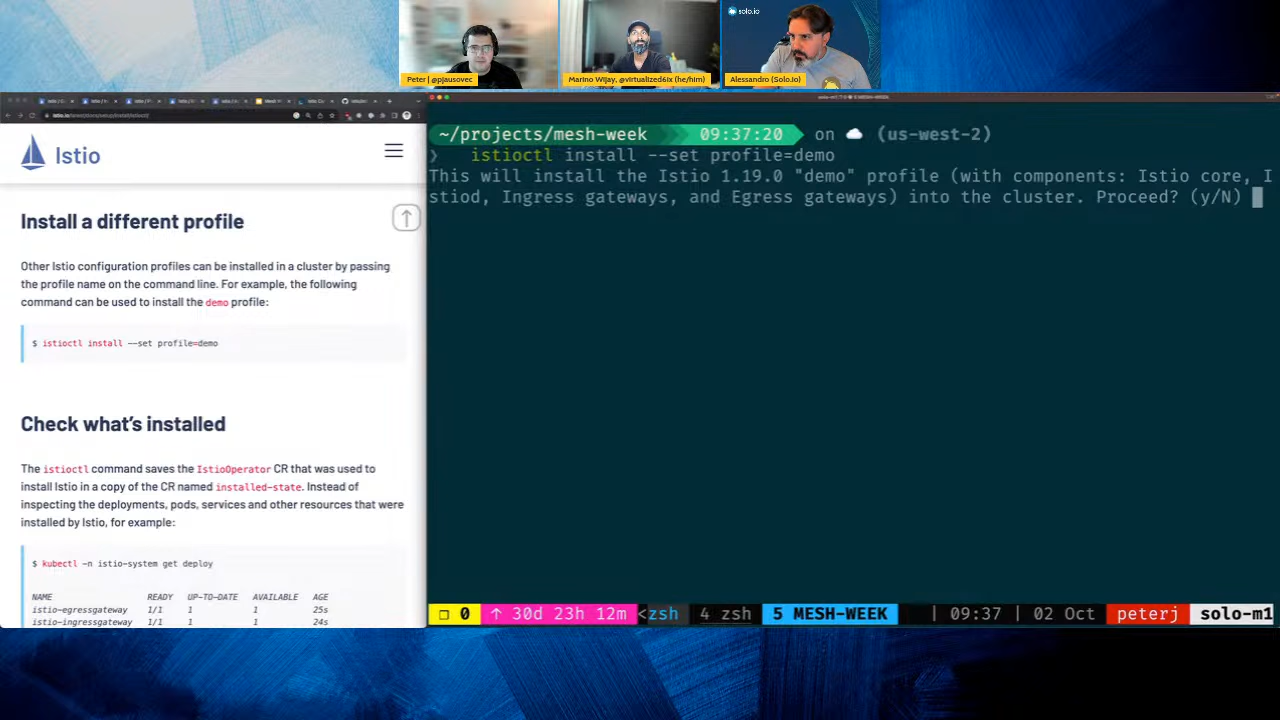 solo.io
Peter | @pjausovec
Marino Wijay, @virtualized6ix (he/him)
Alessandro (Solo.io)
Istio
Install a different profile
Other Istio configuration profiles can be installed in a cluster by passing
the profile name on the command line. For example, the following
command can be used to install the demo profile:
$ istioctl install --set profile=demo
Check what's installed
The istioctl command saves the IstioOperator CR that was used to
install Istio in a copy of the CR named installed-state. Instead of
inspecting the deployments, pods, services and other resources that were
installed by Istio, for example:
$ kubectl -n istio-system get deploy
NAME READY UP-TO-DATE AVAILABLE AGE
istio-egressgateway 1/1 1 1 25s
istio-ingressgateway 1/1 1 1 24s
~/projects/mesh-week 09:37:20 on (us-west-2)
❯ istioctl install --set profile=demo
This will install the Istio 1.19.0 "demo" profile (with components: Istio core, I
stiod, Ingress gateways, and Egress gateways) into the cluster. Proceed? (y/N)
❐ 0 ↑ 30d 23h 12m <zsh 4 zsh 5 MESH-WEEK | 09:37 | 02 Oct peterj solo-m1